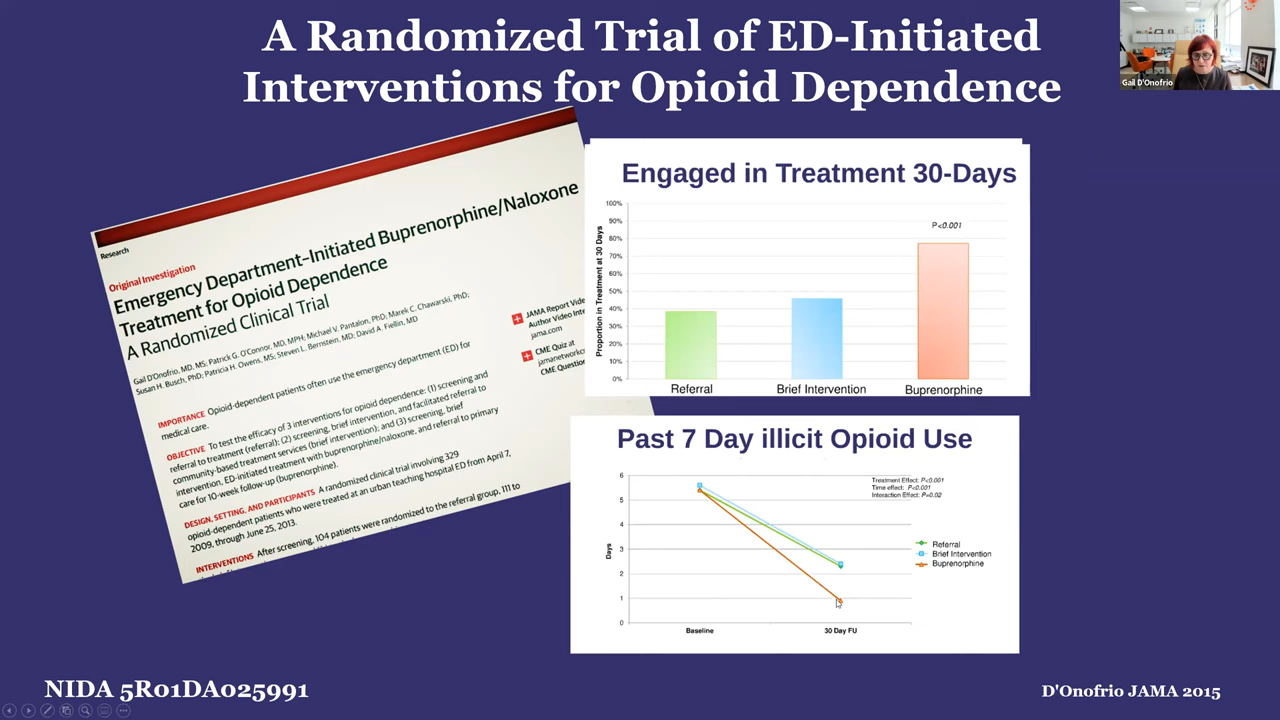 A Randomized Trial of ED-Initiated
Interventions for Opioid Dependence
Gail D'Onofrio
Research
Original Investigation
Emergency Department–Initiated Buprenorphine/Naloxone
Treatment for Opioid Dependence
A Randomized Clinical Trial
Gail D'Onofrio, MD, MS; Patrick G. O'Connor, MD, MPH; Michael V. Pantalon, PhD; Marek C. Chawarski, PhD;
Susan H. Busch, PhD; Patricia H. Owens, MS; Steven L. Bernstein, MD; David A. Fiellin, MD
JAMA Report Vide
Author Video Inte
jama.com
CME Quiz at
jamanetworkc
CME Question
IMPORTANCE Opioid-dependent patients often use the emergency department (ED) for
medical care.
OBJECTIVE To test the efficacy of 3 interventions for opioid dependence: (1) screening and
referral to treatment (referral); (2) screening, brief intervention, and facilitated referral to
community-based treatment services (brief intervention); and (3) screening, brief
intervention, ED-initiated treatment with buprenorphine/naloxone, and referral to primary
care for 10-week follow-up (buprenorphine).
DESIGN, SETTING, AND PARTICIPANTS A randomized clinical trial involving 329
opioid-dependent patients who were treated at an urban teaching hospital ED from April 7,
2009, through June 25, 2013.
INTERVENTIONS After screening, 104 patients were randomized to the referral group, 111 to
Engaged in Treatment 30-Days
Proportion in Treatment at 30 Days
100%
90%
80%
70%
60%
50%
40%
30%
20%
10%
0%
P<0.001
Referral
Brief Intervention
Buprenorphine
Past 7 Day illicit Opioid Use
Days
6
5
4
3
2
1
0
Treatment Effect: P<0.001
Time effect: P<0.001
Interaction Effect: P=0.02
Referral
Brief Intervention
Buprenorphine
Baseline
30 Day FU
NIDA 5R01DA025991
D'Onofrio JAMA 2015